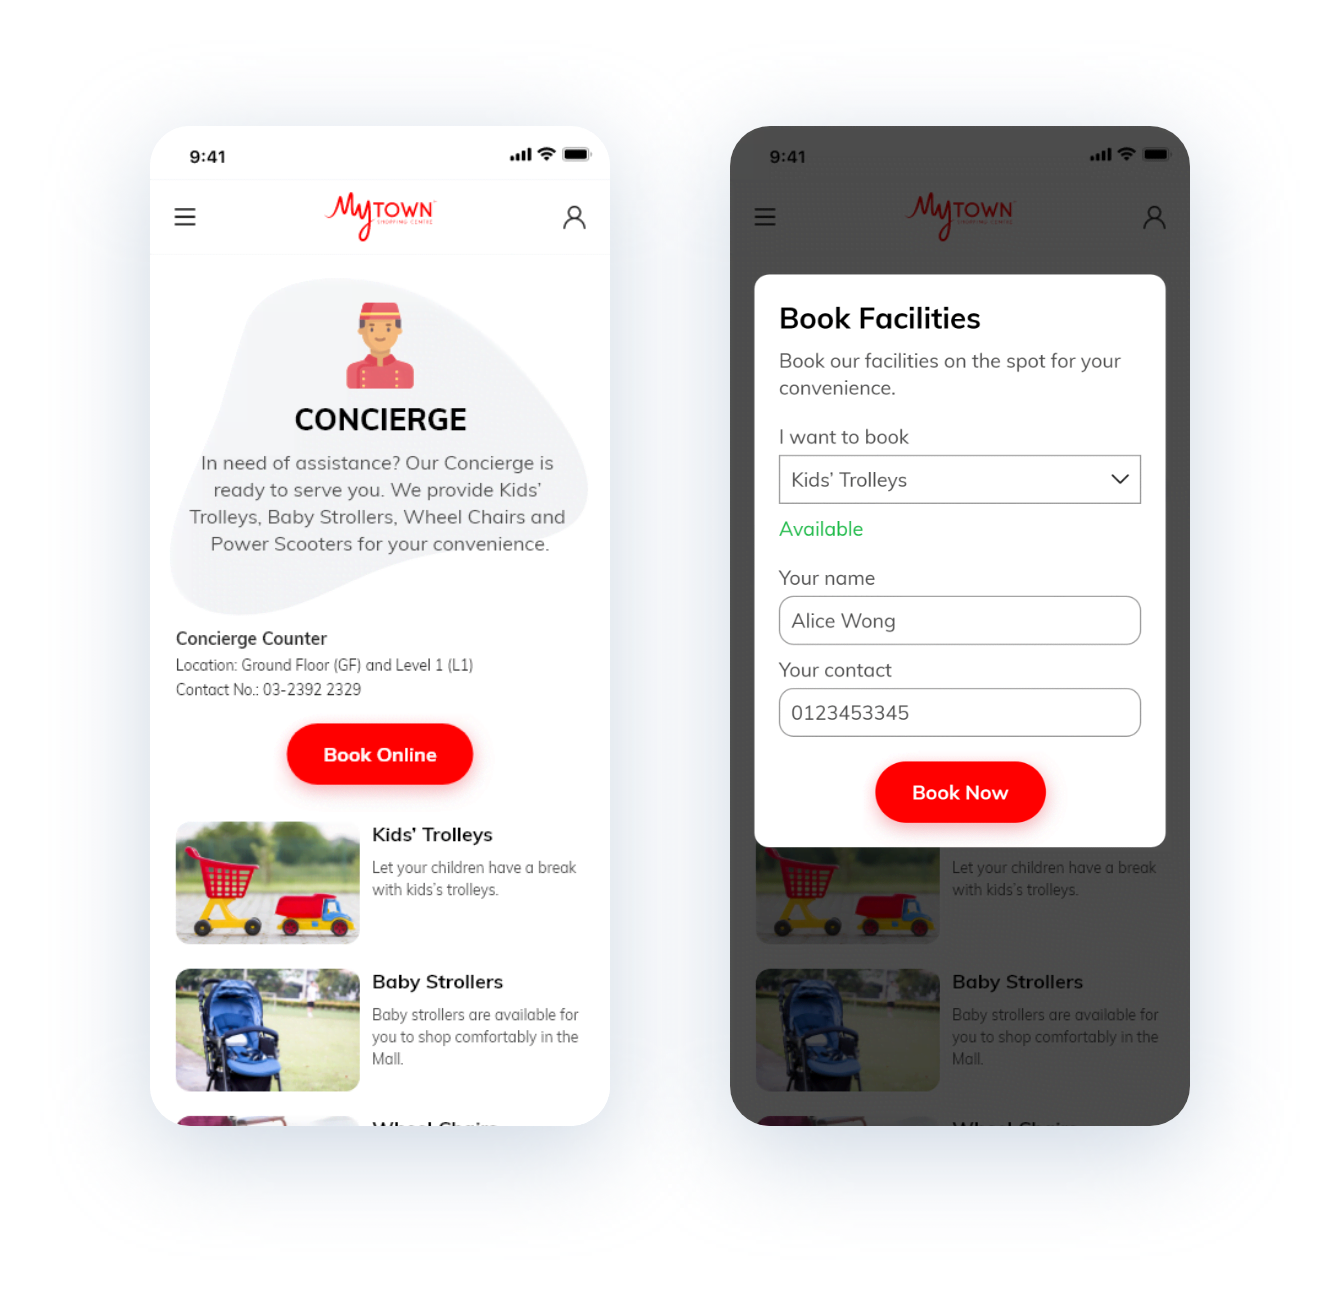 9:41
MyTOWN
SHOPPING CENTRE
CONCIERGE
In need of assistance? Our Concierge is
ready to serve you. We provide Kids’
Trolleys, Baby Strollers, Wheel Chairs and
Power Scooters for your convenience.
Concierge Counter
Location: Ground Floor (GF) and Level 1 (L1)
Contact No.: 03-2392 2329
Book Online
Kids’ Trolleys
Let your children have a break
with kids’s trolleys.
Baby Strollers
Baby strollers are available for
you to shop comfortably in the
Mall.
Wheel Chairs
9:41
MyTOWN
SHOPPING CENTRE
Book Facilities
Book our facilities on the spot for your
convenience.
I want to book
Kids’ Trolleys
Available
Your name
Alice Wong
Your contact
0123453345
Book Now
Let your children have a break
with kids’s trolleys.
Baby Strollers
Baby strollers are available for
you to shop comfortably in the
Mall.
Wheel Chairs